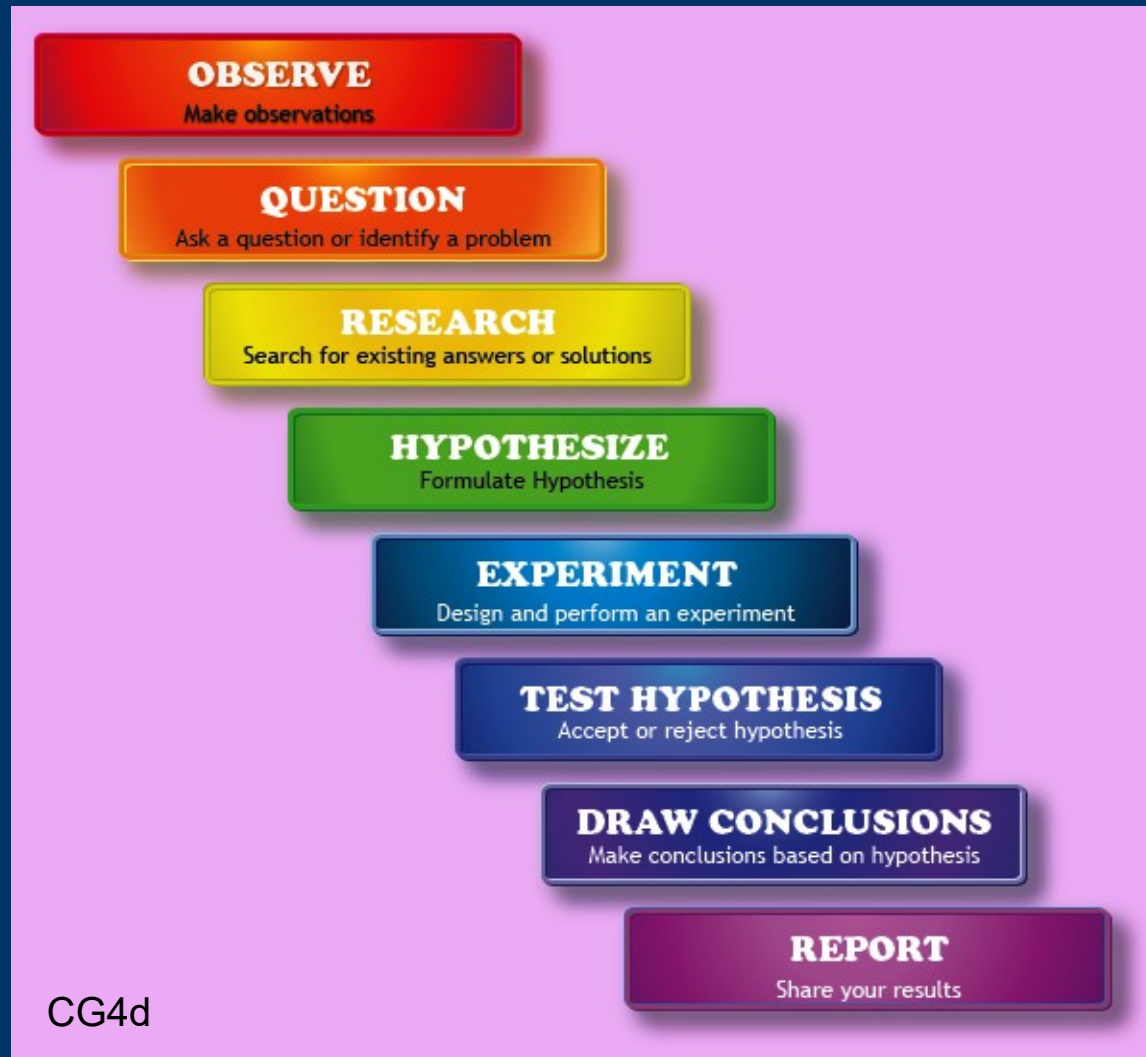 OBSERVE
Make observations
QUESTION
Ask a question or identify a problem
RESEARCH
Search for existing answers or solutions
HYPOTHESIZE
Formulate Hypothesis
EXPERIMENT
Design and perform an experiment
TEST HYPOTHESIS
Accept or reject hypothesis
DRAW CONCLUSIONS
Make conclusions based on hypothesis
REPORT
Share your results
CG4d